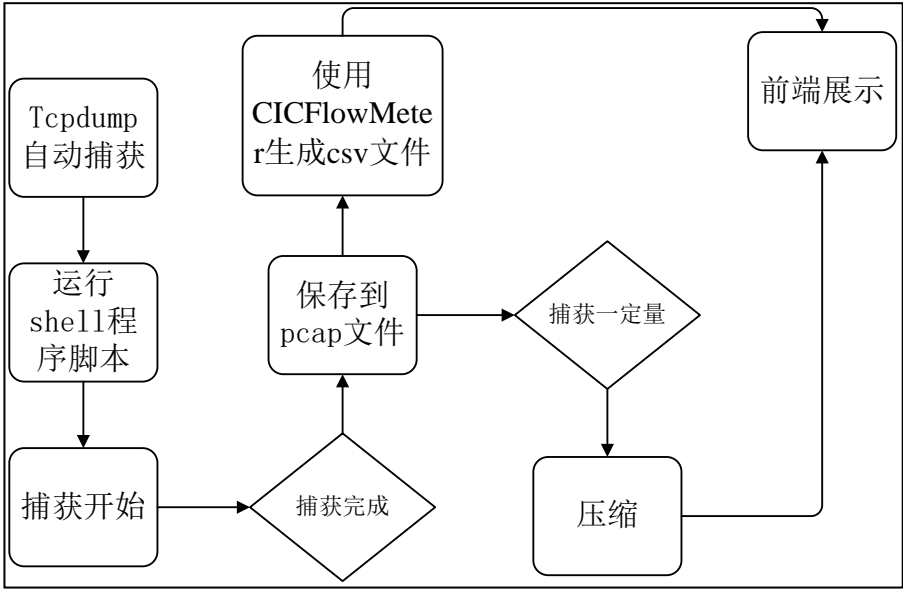 Tcpdump
自动捕获
运行
shell程
序脚本
捕获开始
捕获完成
保存到
pcap文件
使用
CICFlowMete
r生成csv文件
捕获一定量
压缩
前端展示